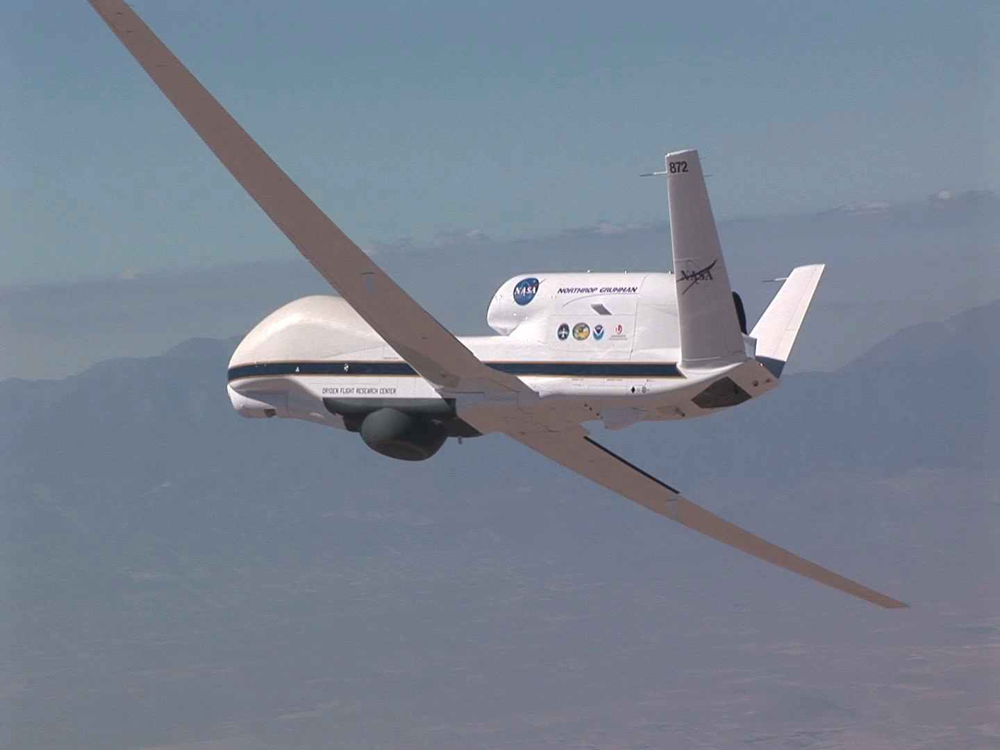 872
NASA
NORTHROP GRUMMAN
NASA
DRYDEN FLIGHT RESEARCH CENTER